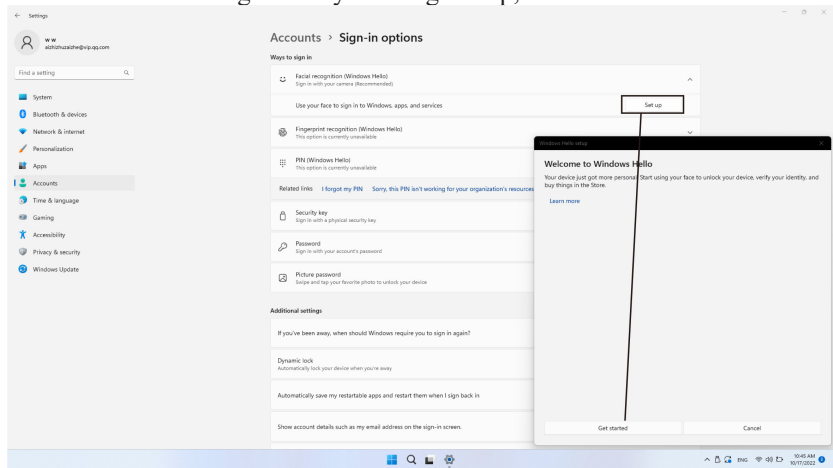 ← Settings
w w
aizhizhuzaizhe@vip.qq.com
Find a setting
System
Bluetooth & devices
Network & internet
Personalization
Apps
Accounts
Time & language
Gaming
Accessibility
Privacy & security
Windows Update
Accounts > Sign-in options
Ways to sign in
Facial recognition (Windows Hello)
Sign in with your camera (Recommended)
Use your face to sign in to Windows, apps, and services
Set up
Fingerprint recognition (Windows Hello)
This option is currently unavailable
PIN (Windows Hello)
This option is currently unavailable
Related links I forgot my PIN Sorry, this PIN isn't working for your organization's resources
Security key
Sign in with a physical security key
Password
Sign in with your account's password
Picture password
Swipe and tap your favorite photo to unlock your device
Additional settings
If you've been away, when should Windows require you to sign in again?
Dynamic lock
Automatically lock your device when you're away
Automatically save my restartable apps and restart them when I sign back in
Show account details such as my email address on the sign-in screen.
Windows Hello setup
Welcome to Windows Hello
Your device just got more personal. Start using your face to unlock your device, verify your identity, and
buy things in the Store.
Learn more
Get started
Cancel
ENG
10:45 AM
10/17/2022